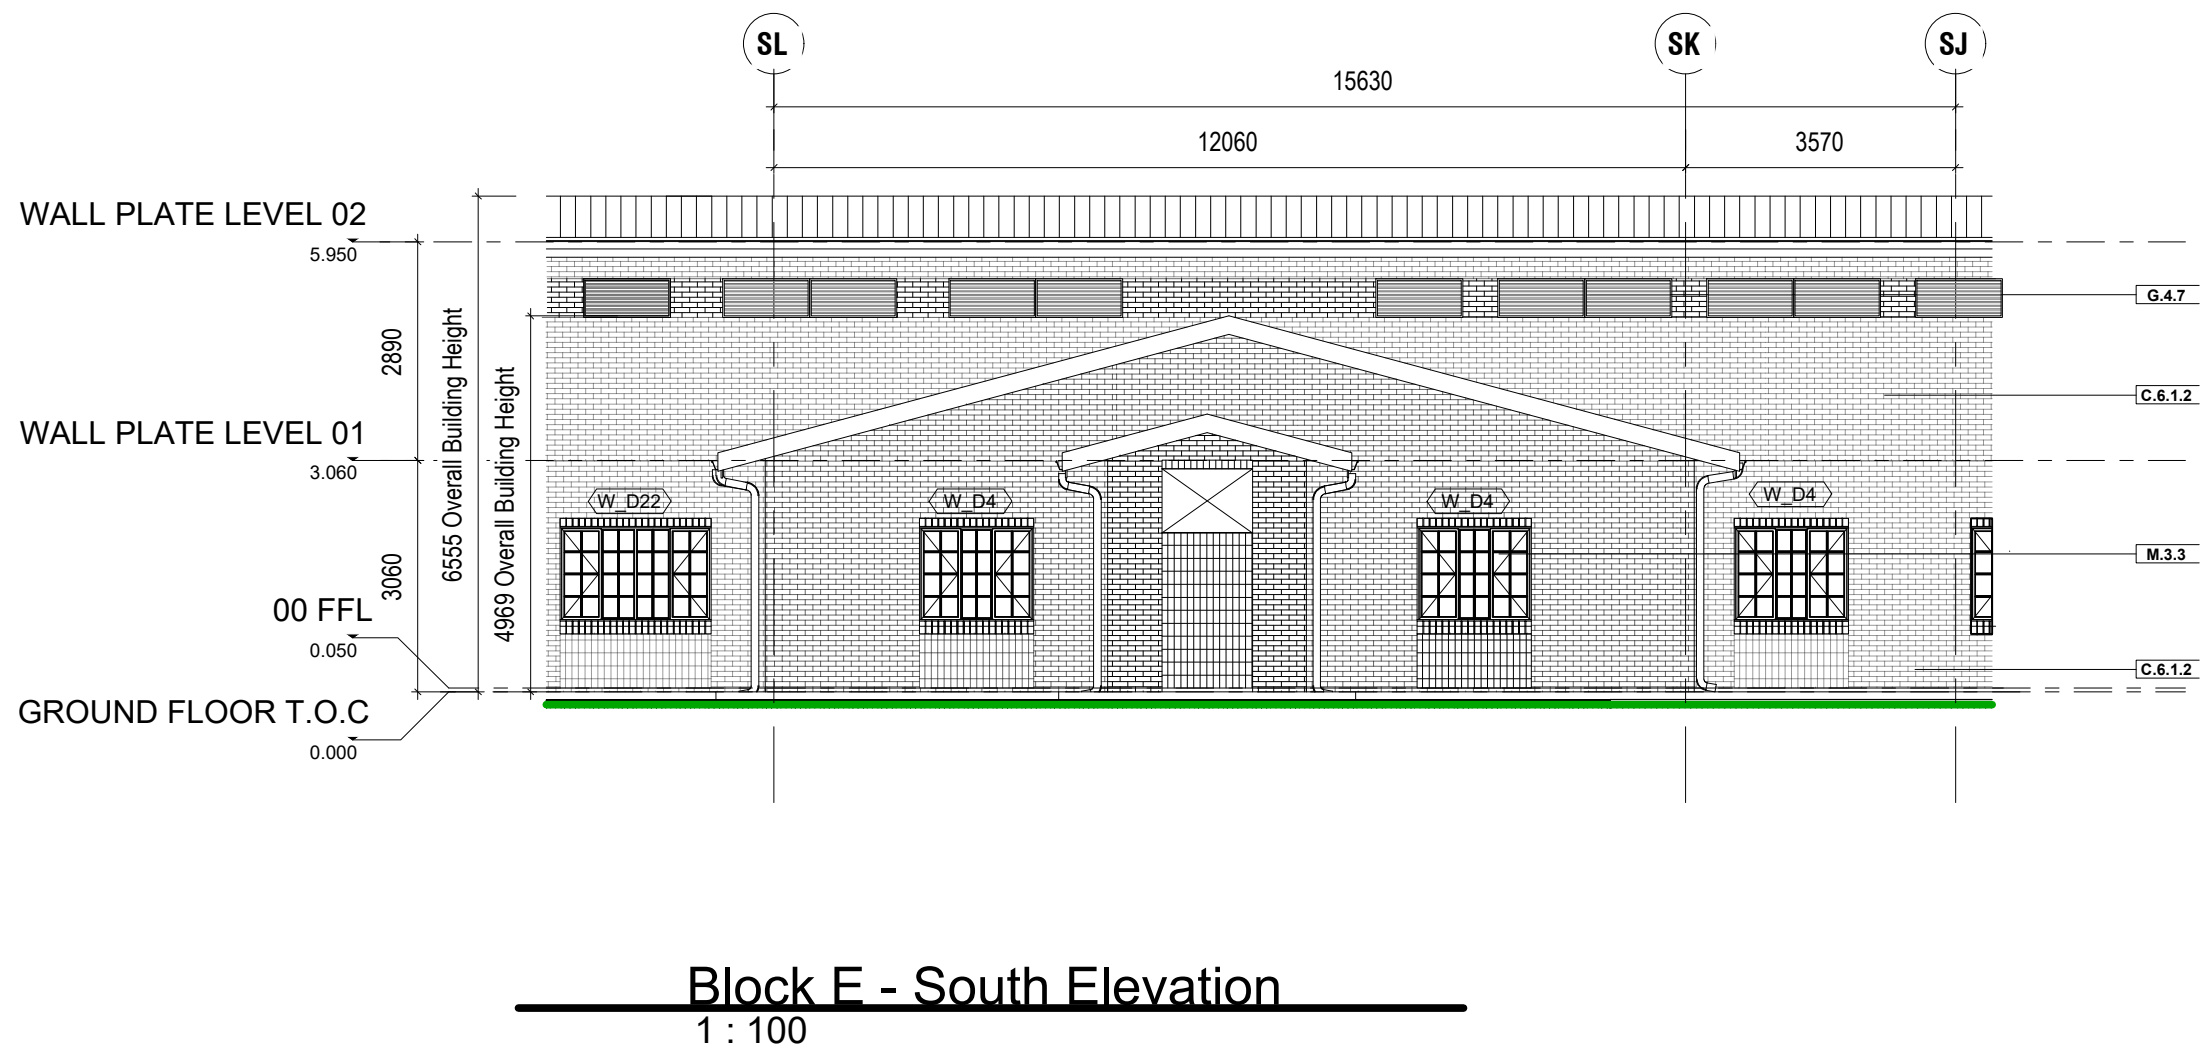 SL
SK
SJ
15630
12060
3570
WALL PLATE LEVEL 02
5.950
G.4.7
2890
6555 Overall Building Height
4969 Overall Building Height
C.6.1.2
WALL PLATE LEVEL 01
3.060
W_D22
W_D4
W_D4
W_D4
M.3.3
3060
00 FFL
0.050
C.6.1.2
GROUND FLOOR T.O.C
0.000
Block E - South Elevation
1 : 100